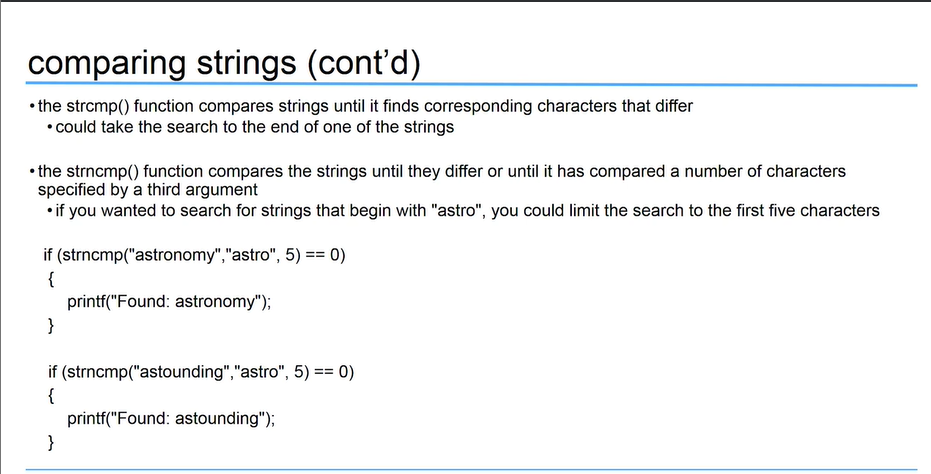 comparing strings (cont’d)
•the strcmp() function compares strings until it finds corresponding characters that differ
•could take the search to the end of one of the strings
•the strncmp() function compares the strings until they differ or until it has compared a number of characters
specified by a third argument
•if you wanted to search for strings that begin with "astro", you could limit the search to the first five characters
if (strncmp("astronomy","astro", 5) == 0)
{
printf("Found: astronomy");
}
if (strncmp("astounding","astro", 5) == 0)
{
printf("Found: astounding");
}